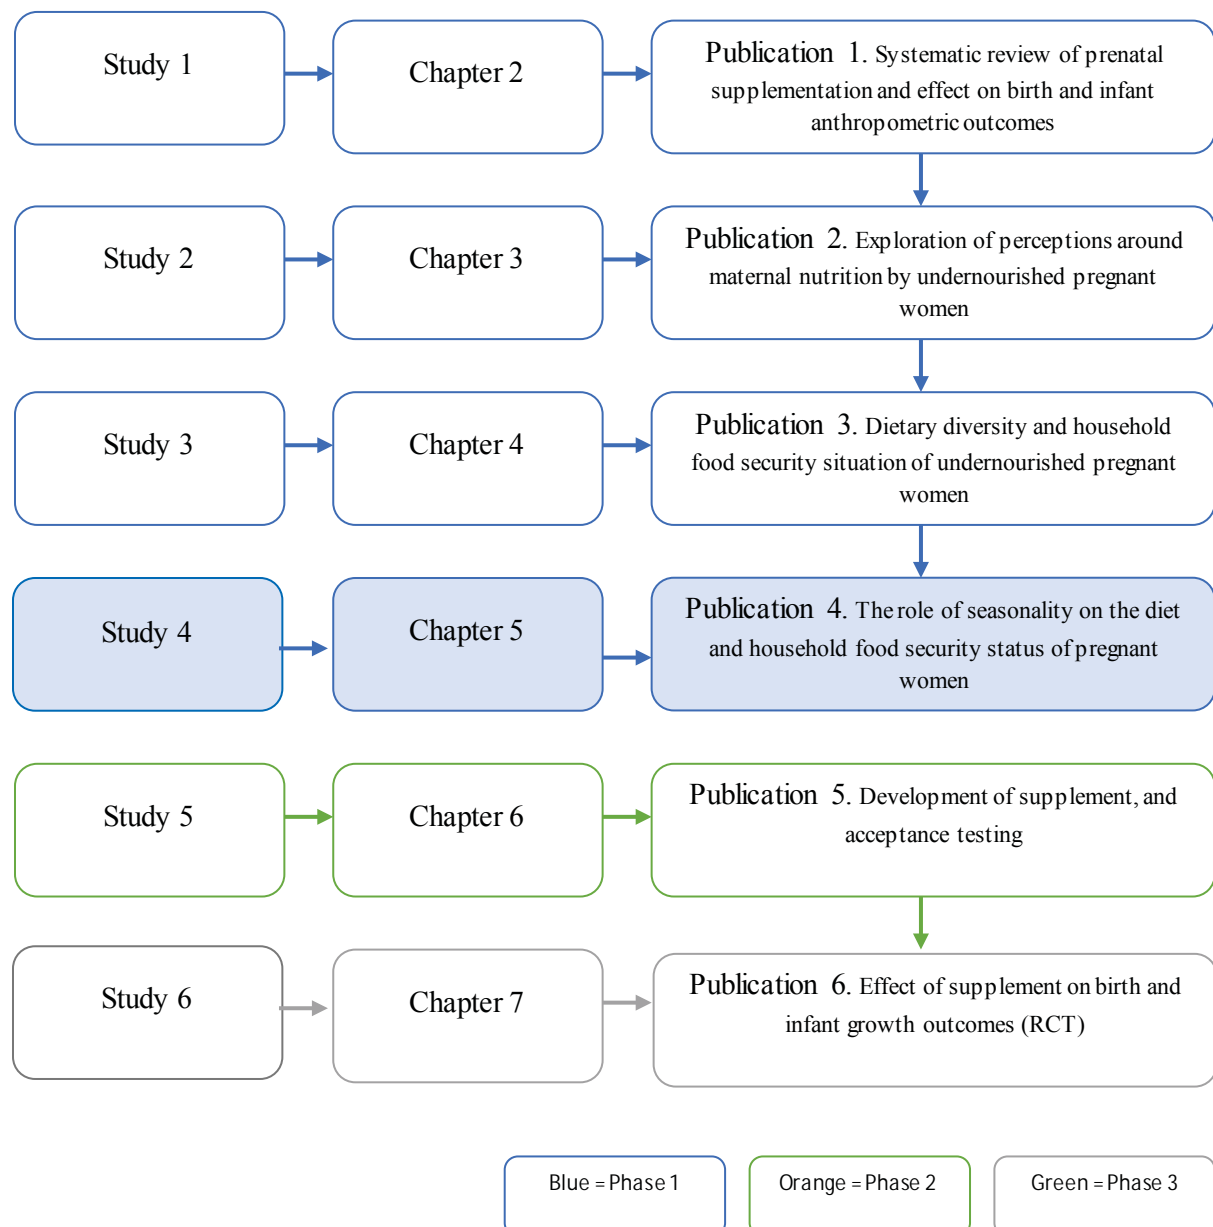 Study 1
Chapter 2
Publication 1. Systematic review of prenatal
supplementation and effect on birth and infant
anthropometric outcomes
Study 2
Chapter 3
Publication 2. Exploration of perceptions around
maternal nutrition by undernourished pregnant
women
Study 3
Chapter 4
Publication 3. Dietary diversity and household
food security situation of undernourished pregnant
women
Study 4
Chapter 5
Publication 4. The role of seasonality on the diet
and household food security status of pregnant
women
Study 5
Chapter 6
Publication 5. Development of supplement, and
acceptance testing
Study 6
Chapter 7
Publication 6. Effect of supplement on birth and
infant growth outcomes (RCT)
Blue = Phase 1
Orange = Phase 2
Green = Phase 3